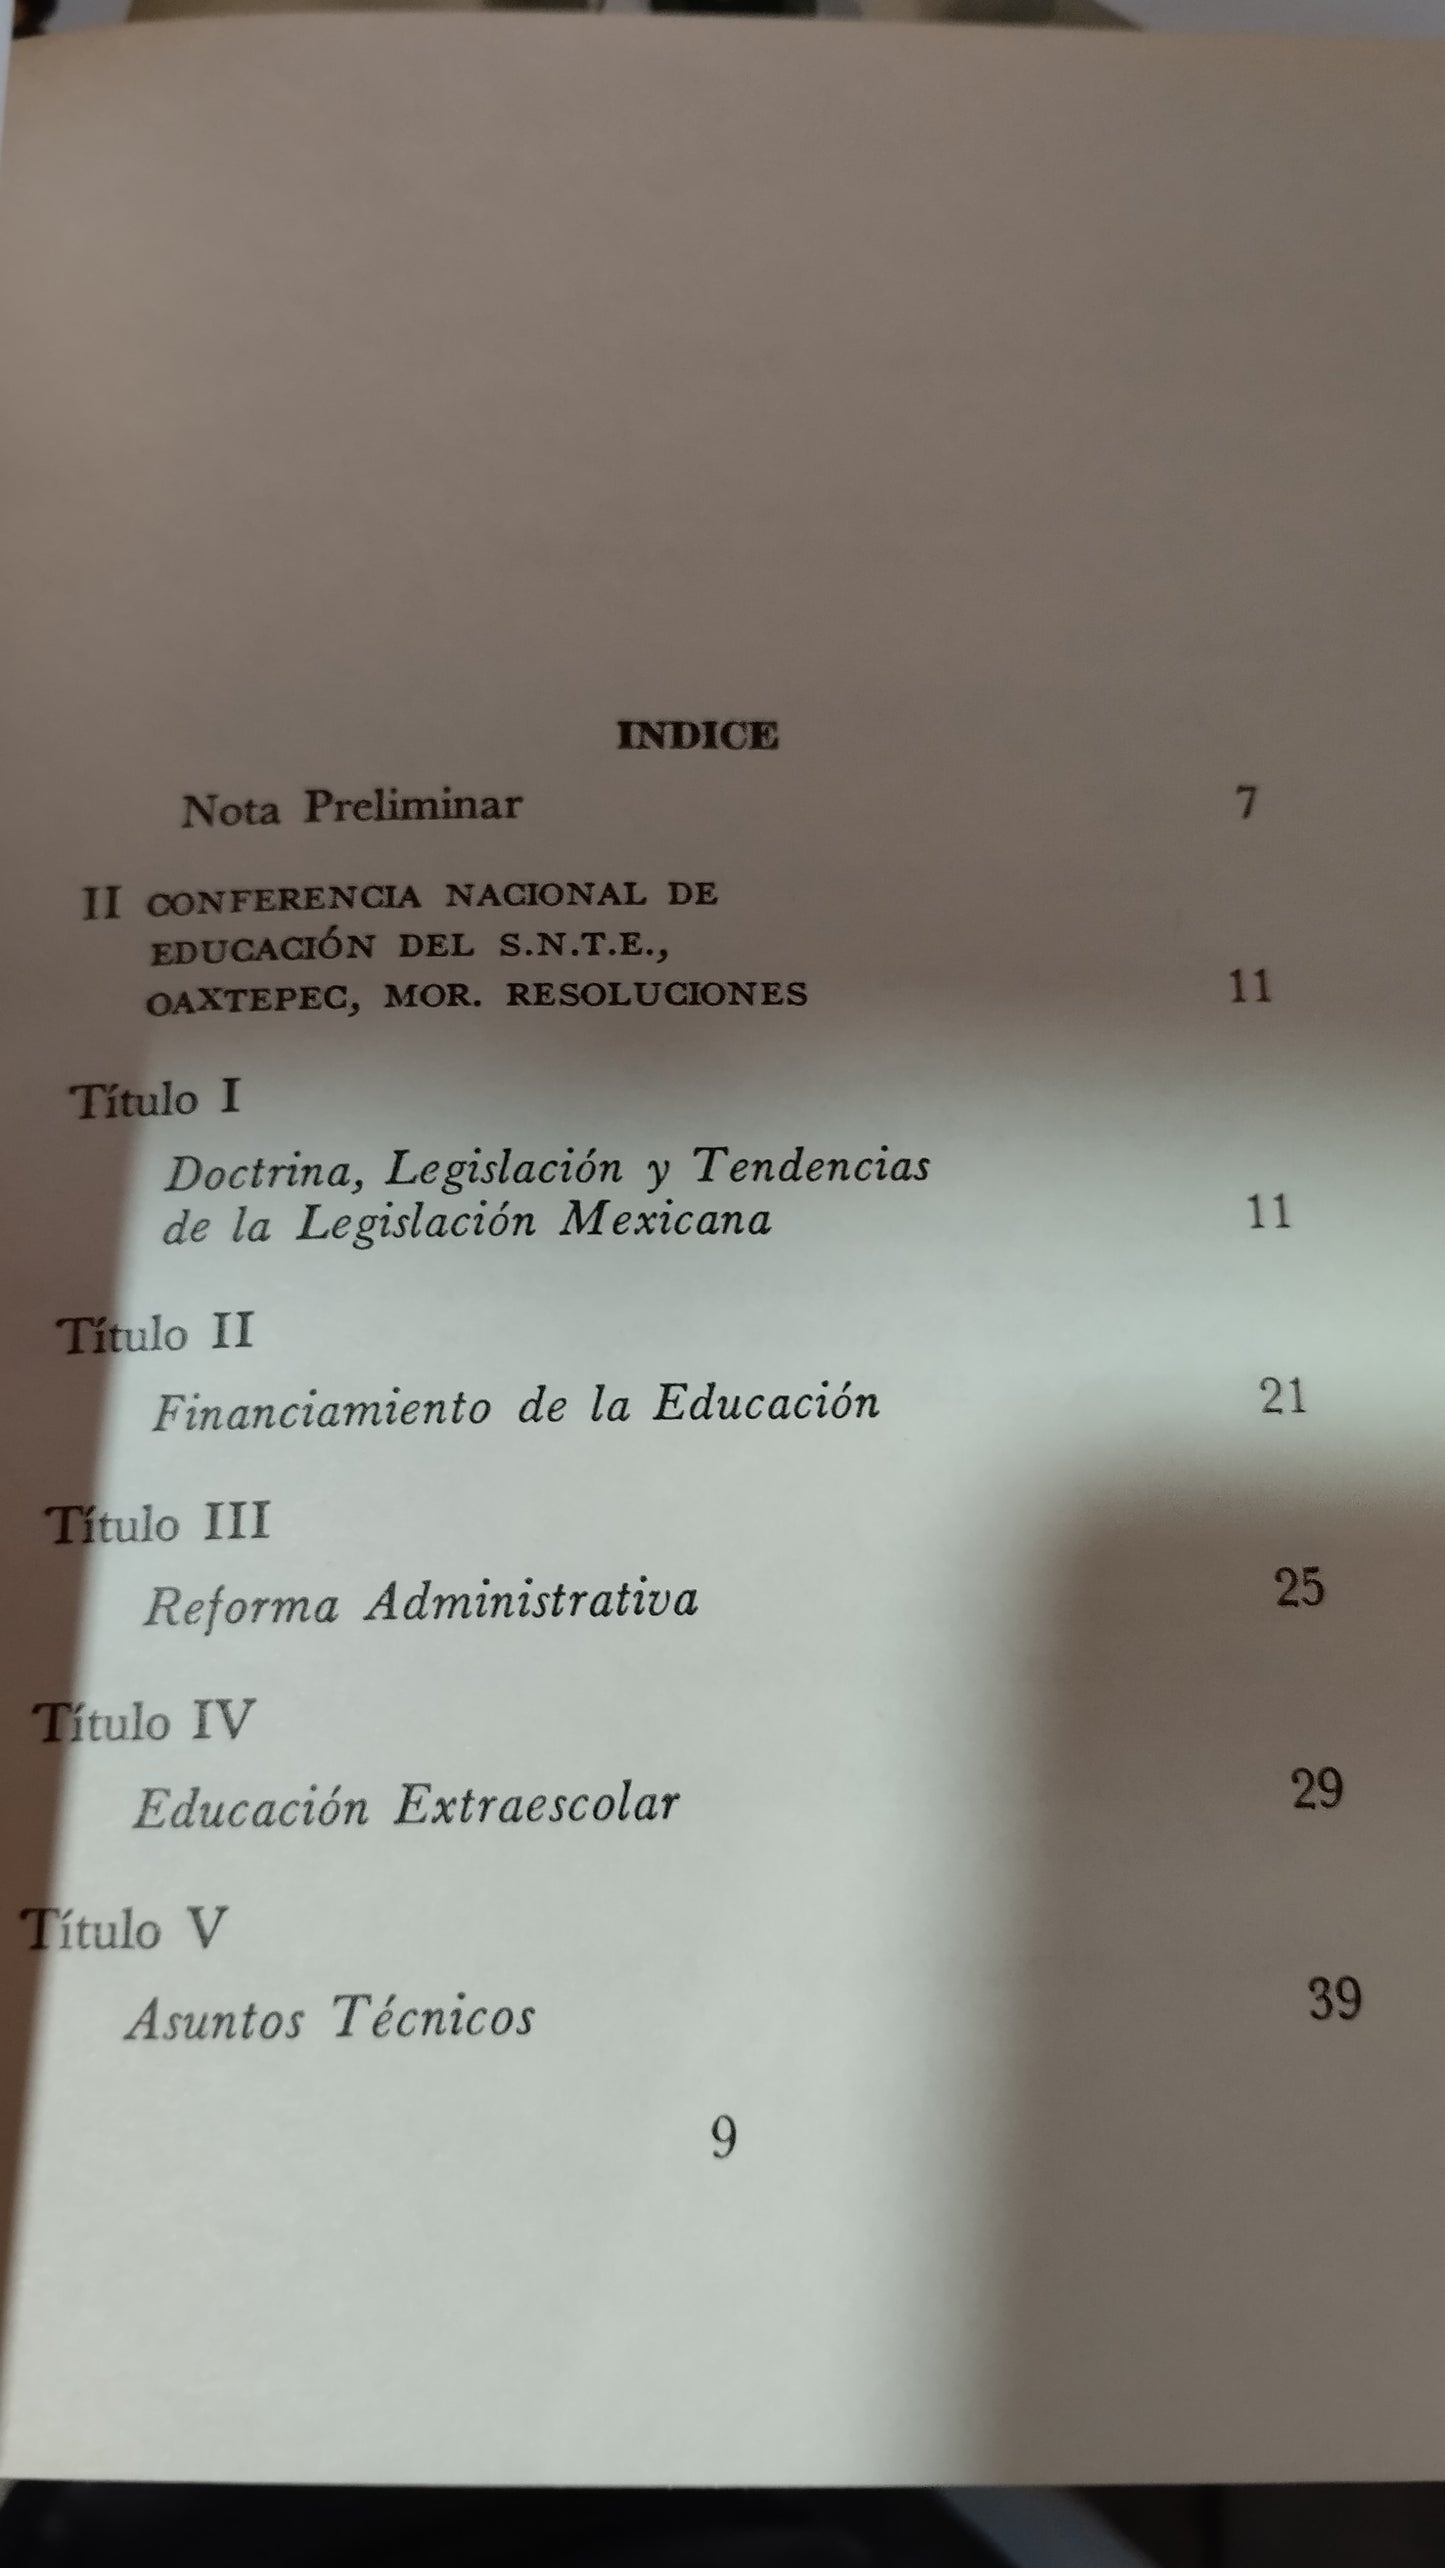 INDICE
Nota Preliminar 7
II CONFERENCIA NACIONAL DE
EDUCACIÓN DEL S.N.T.E.,
OAXTEPEC, MOR. RESOLUCIONES 11
Título I
Doctrina, Legislación y Tendencias
de la Legislación Mexicana 11
Título II
Financiamiento de la Educación 21
Título III
Reforma Administrativa 25
Título IV
Educación Extraescolar 29
Título V
Asuntos Técnicos 39
9